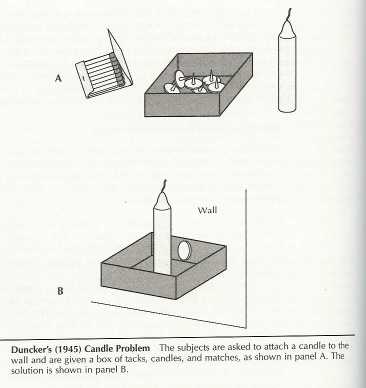 A
Wall
B
Duncker's (1945) Candle Problem The subjects are asked to attach a candle to the
wall and are given a box of tacks, candles, and matches, as shown in panel A. The
solution is shown in panel B.